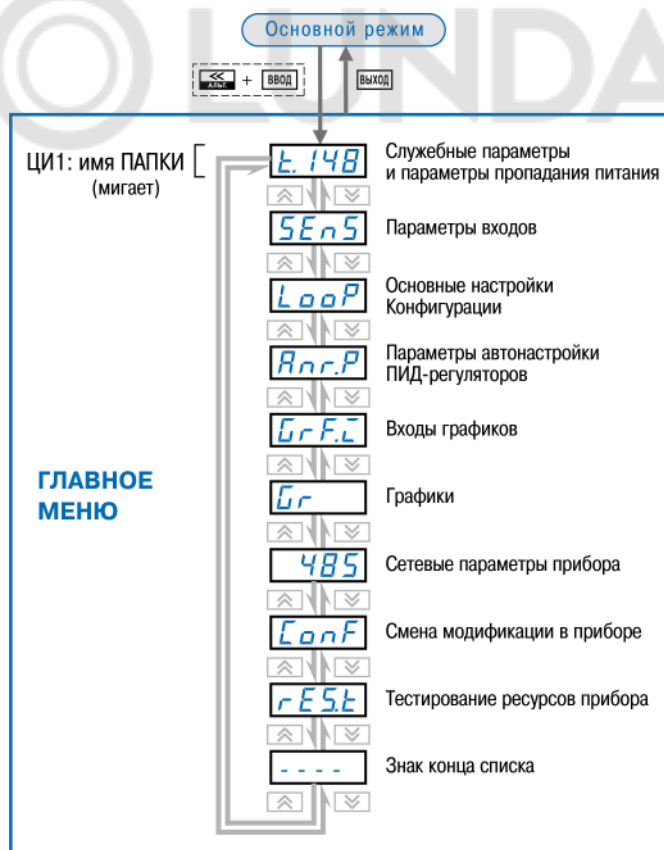 LUNDA
Основной режим
<<
АЛЬТ.
+ ВВОД
ВЫХОД
ЦИ1: имя ПАПКИ
(мигает)
t.148
Служебные параметры
и параметры пропадания питания
SEnS
Параметры входов
LooP
Основные настройки
Конфигурации
Anr.P
Параметры автонастройки
ПИД-регуляторов
GrF.i
Входы графиков
ГЛАВНОЕ
МЕНЮ
Gr
Графики
485
Сетевые параметры прибора
ConF
Смена модификации в приборе
rES.t
Тестирование ресурсов прибора
- - - -
Знак конца списка